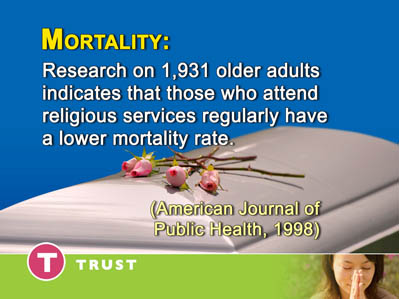 MORTALITY:
Research on 1,931 older adults
indicates that those who attend
religious services regularly have
a lower mortality rate.
(American Journal of
Public Health, 1998)
T TRUST